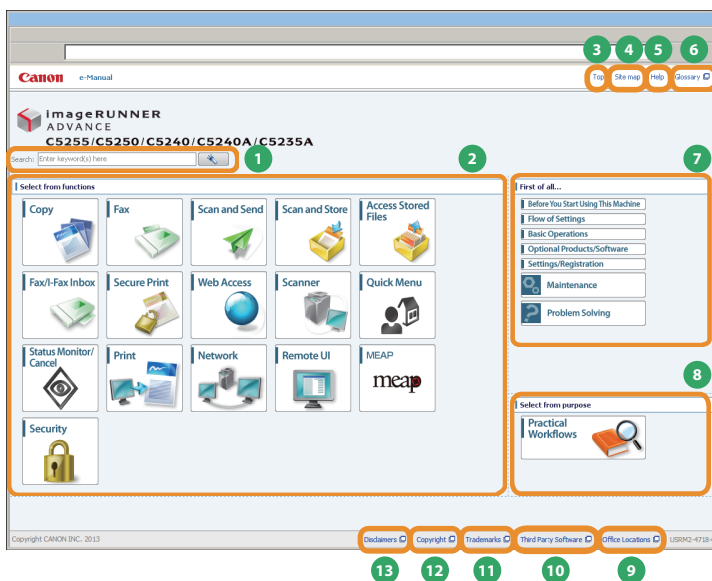 3 4 5 6
Canon e-Manual Top Site map Help Glossary
imageRUNNER
ADVANCE
C5255/C5250/C5240/C5240A/C5235A
Search: Enter keyword(s) here 1 2 7
Select from functions
Copy Fax Scan and Send Scan and Store Access Stored
Files
Fax/I-Fax Inbox Secure Print Web Access Scanner Quick Menu
Status Monitor/
Cancel Print Network Remote UI MEAP
meap
Security
First of all...
Before You Start Using This Machine
Flow of Settings
Basic Operations
Optional Products/Software
Settings/Registration
Maintenance
Problem Solving
8
Select from purpose
Practical
Workflows
Copyright CANON INC. 2013 Disclaimers Copyright Trademarks Third Party Software Office Locations USRM2-4718-
13 12 11 10 9